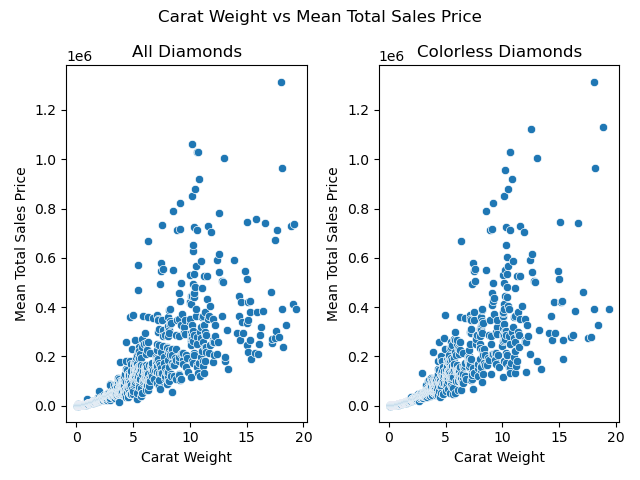 Carat Weight vs Mean Total Sales Price
All Diamonds
1e6
Mean Total Sales Price
1.2
1.0
0.8
0.6
0.4
0.2
0.0
0 5 10 15 20
Carat Weight
Colorless Diamonds
1e6
Mean Total Sales Price
1.2
1.0
0.8
0.6
0.4
0.2
0.0
0 5 10 15 20
Carat Weight